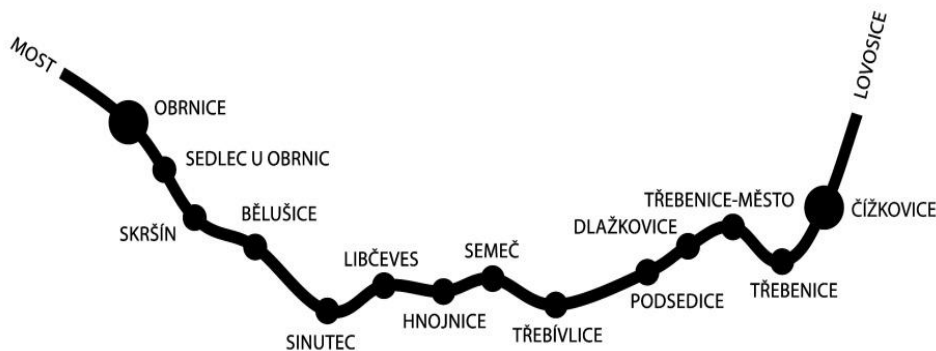 MOST
OBRNICE
SEDLEC U OBRNIC
SKRŠÍN
BĚLUŠICE
SINUTEC
LIBČEVES
HNOJNICE
SEMEČ
TŘEBÍVLICE
PODSEDICE
DLAŽKOVICE
TŘEBENICE-MĚSTO
TŘEBENICE
ČÍŽKOVICE
LOVOSICE